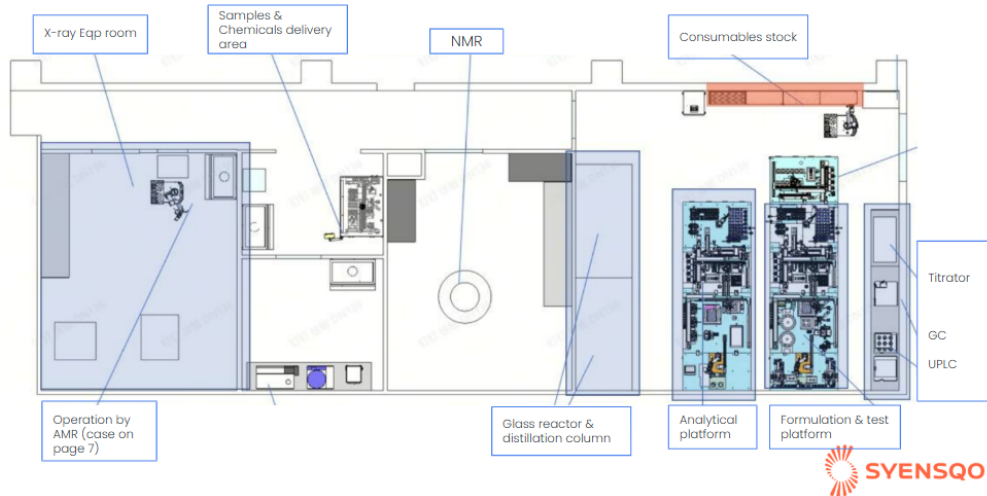 X-ray Eqp room
Samples &
Chemicals delivery
area
NMR
Consumables stock
Titrator
GC
UPLC
Operation by
AMR (case on
page 7)
Glass reactor &
distillation column
Analytical
platform
Formulation & test
platform
SYENSQO